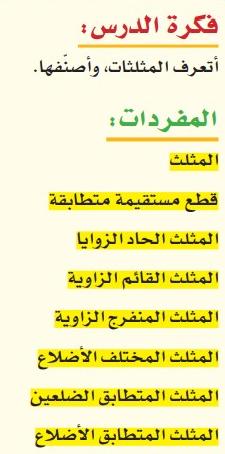 فكرة الدرس:
أتعرف المثلثات، وأصنّفها.
المفردات:
المثلث
قطع مستقيمة متطابقة
المثلث الحاد الزوايا
المثلث القائم الزاوية
المثلث المنفرج الزاوية
المثلث المختلف الأضلاع
المثلث المتطابق الضلعين
المثلث المتطابق الأضلاع